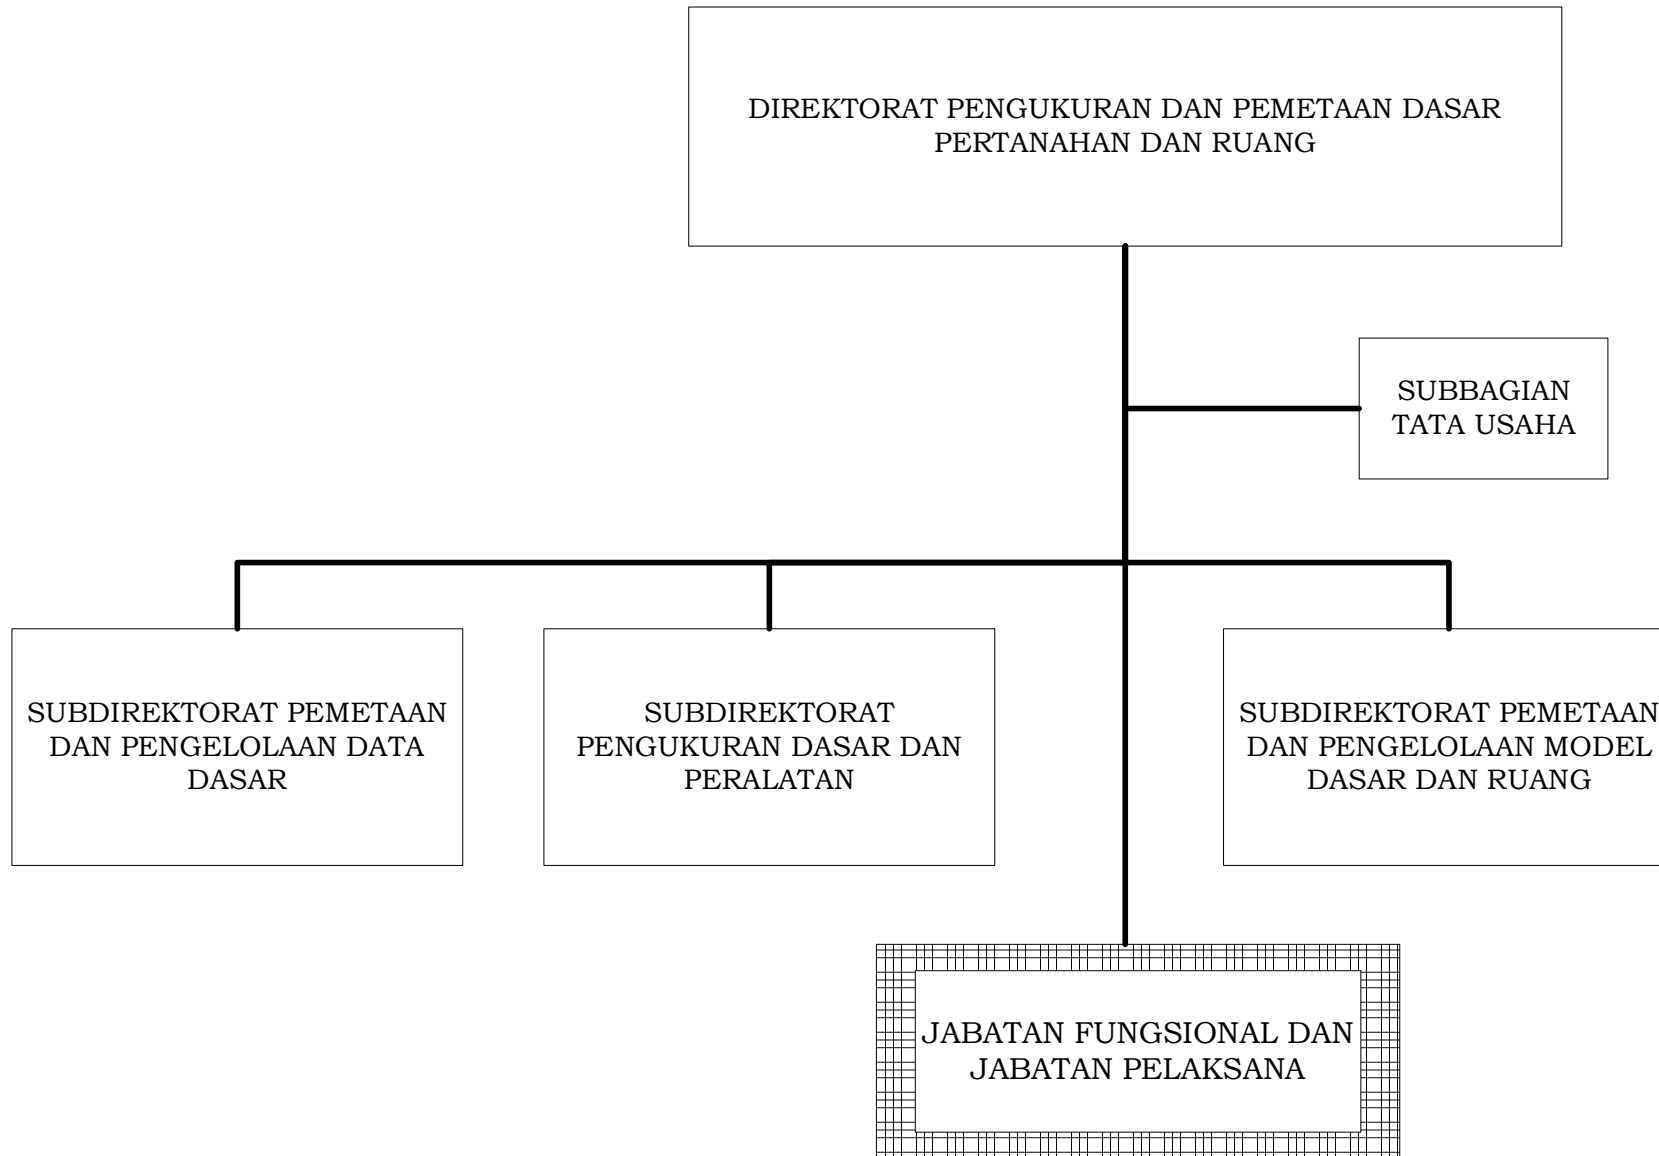 DIREKTORAT PENGUKURAN DAN PEMETAAN DASAR
PERTANAHAN DAN RUANG
SUBBAGIAN
TATA USAHA
SUBDIREKTORAT PEMETAAN
DAN PENGELOLAAN DATA
DASAR
SUBDIREKTORAT
PENGUKURAN DASAR DAN
PERALATAN
SUBDIREKTORAT PEMETAAN
DAN PENGELOLAAN MODEL
DASAR DAN RUANG
JABATAN FUNGSIONAL DAN
JABATAN PELAKSANA